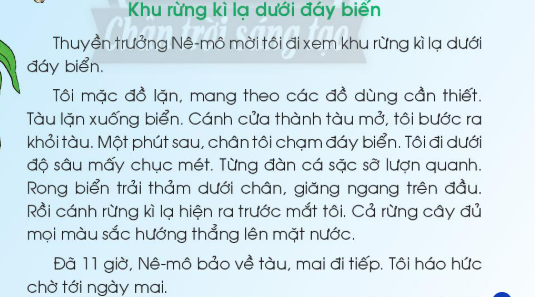 Khu rừng kì lạ dưới đáy biển
Chân trời sáng tạo
Thuyền trưởng Nê-mô mời tôi đi xem khu rừng kì lạ dưới
đáy biển.
Tôi mặc đồ lặn, mang theo các đồ dùng cần thiết.
Tàu lặn xuống biển. Cánh cửa thành tàu mở, tôi bước ra
khỏi tàu. Một phút sau, chân tôi chạm đáy biển. Tôi đi dưới
độ sâu mấy chục mét. Từng đàn cá sặc sỡ lượn quanh.
Rong biển trải thảm dưới chân, giăng ngang trên đầu.
Rồi cánh rừng kì lạ hiện ra trước mắt tôi. Cả rừng cây đủ
mọi màu sắc hướng thẳng lên mặt nước.
Đã 11 giờ, Nê-mô bảo về tàu, mai đi tiếp. Tôi háo hức
chờ tới ngày mai.